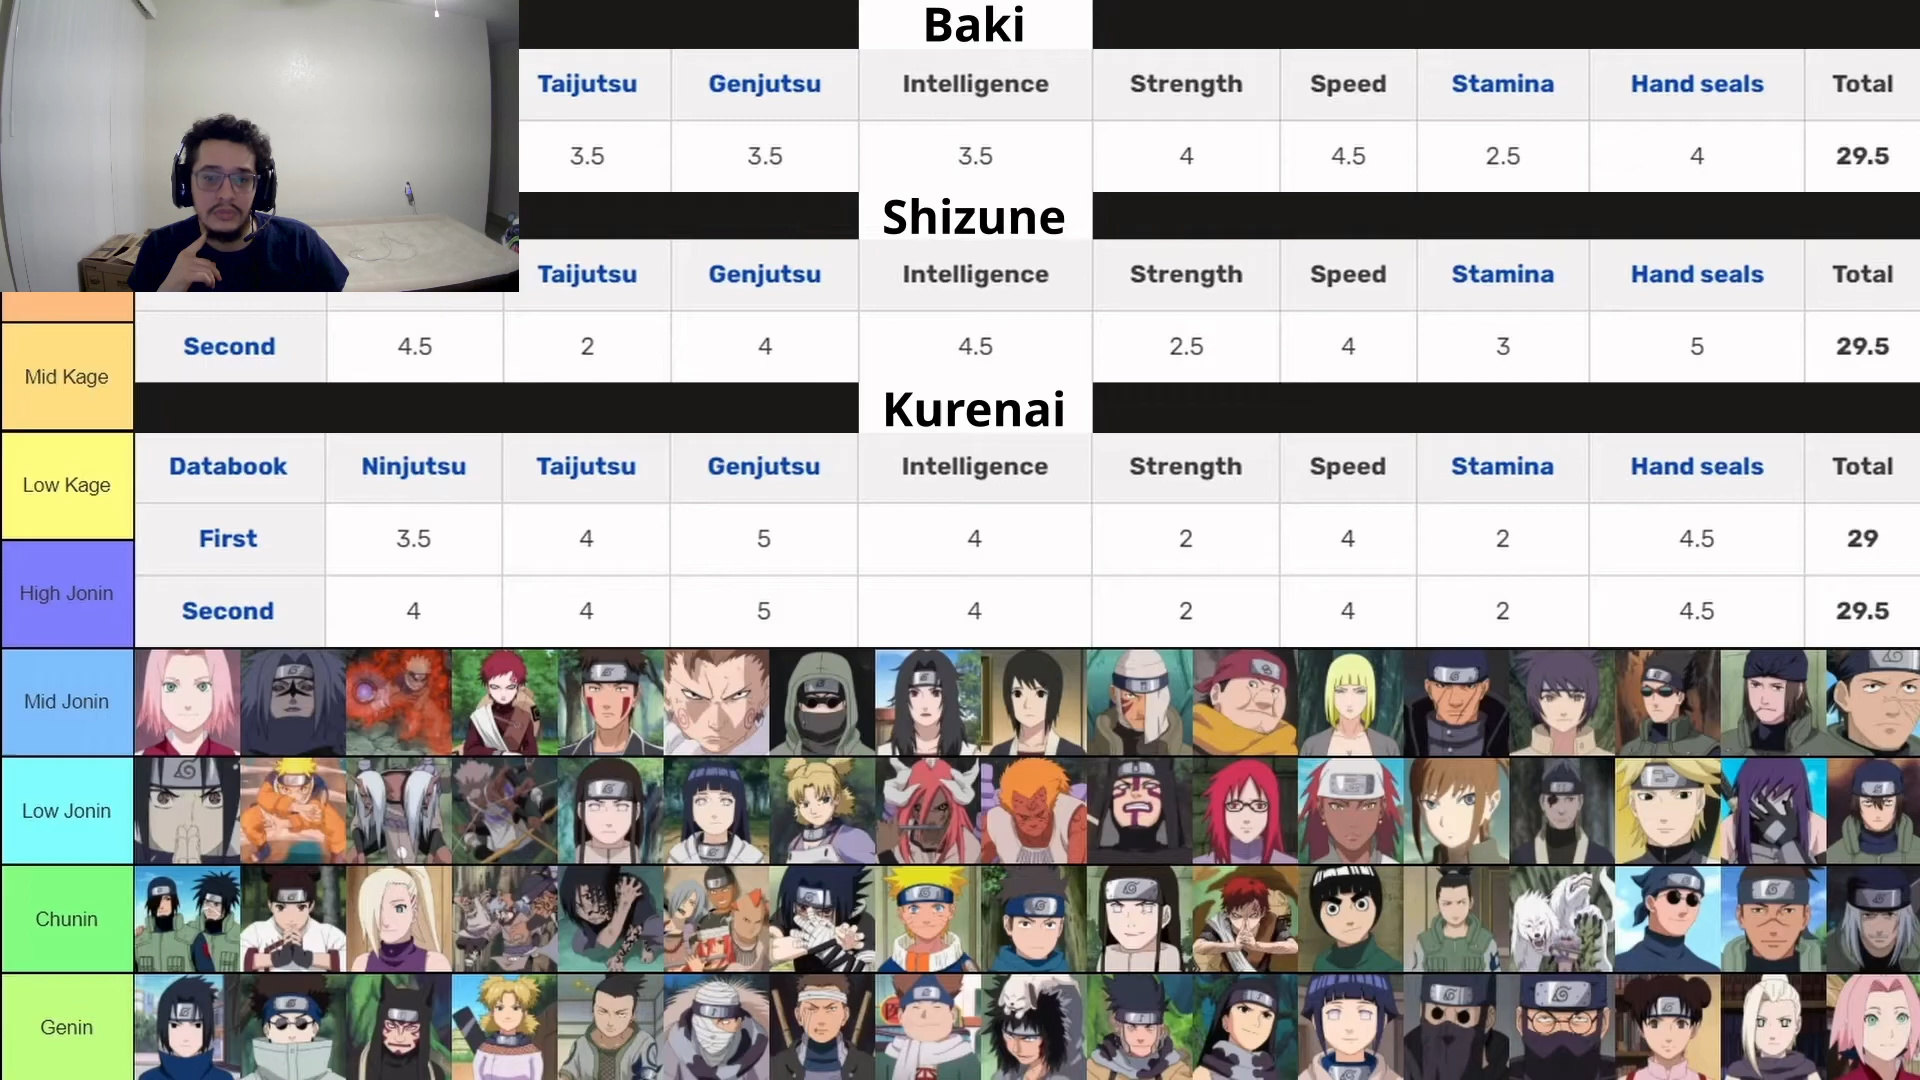 Baki
Taijutsu Genjutsu Intelligence Strength Speed Stamina Hand seals Total
3.5 3.5 3.5 4 4.5 2.5 4 29.5
Shizune
Taijutsu Genjutsu Intelligence Strength Speed Stamina Hand seals Total
Second 4.5 2 4 4.5 2.5 4 3 5 29.5
Mid Kage
Kurenai
Databook Ninjutsu Taijutsu Genjutsu Intelligence Strength Speed Stamina Hand seals Total
Low Kage
First 3.5 4 5 4 2 4 2 4.5 29
High Jonin
Second 4 4 5 4 2 4 2 4.5 29.5
Mid Jonin
Low Jonin
Chunin
Genin